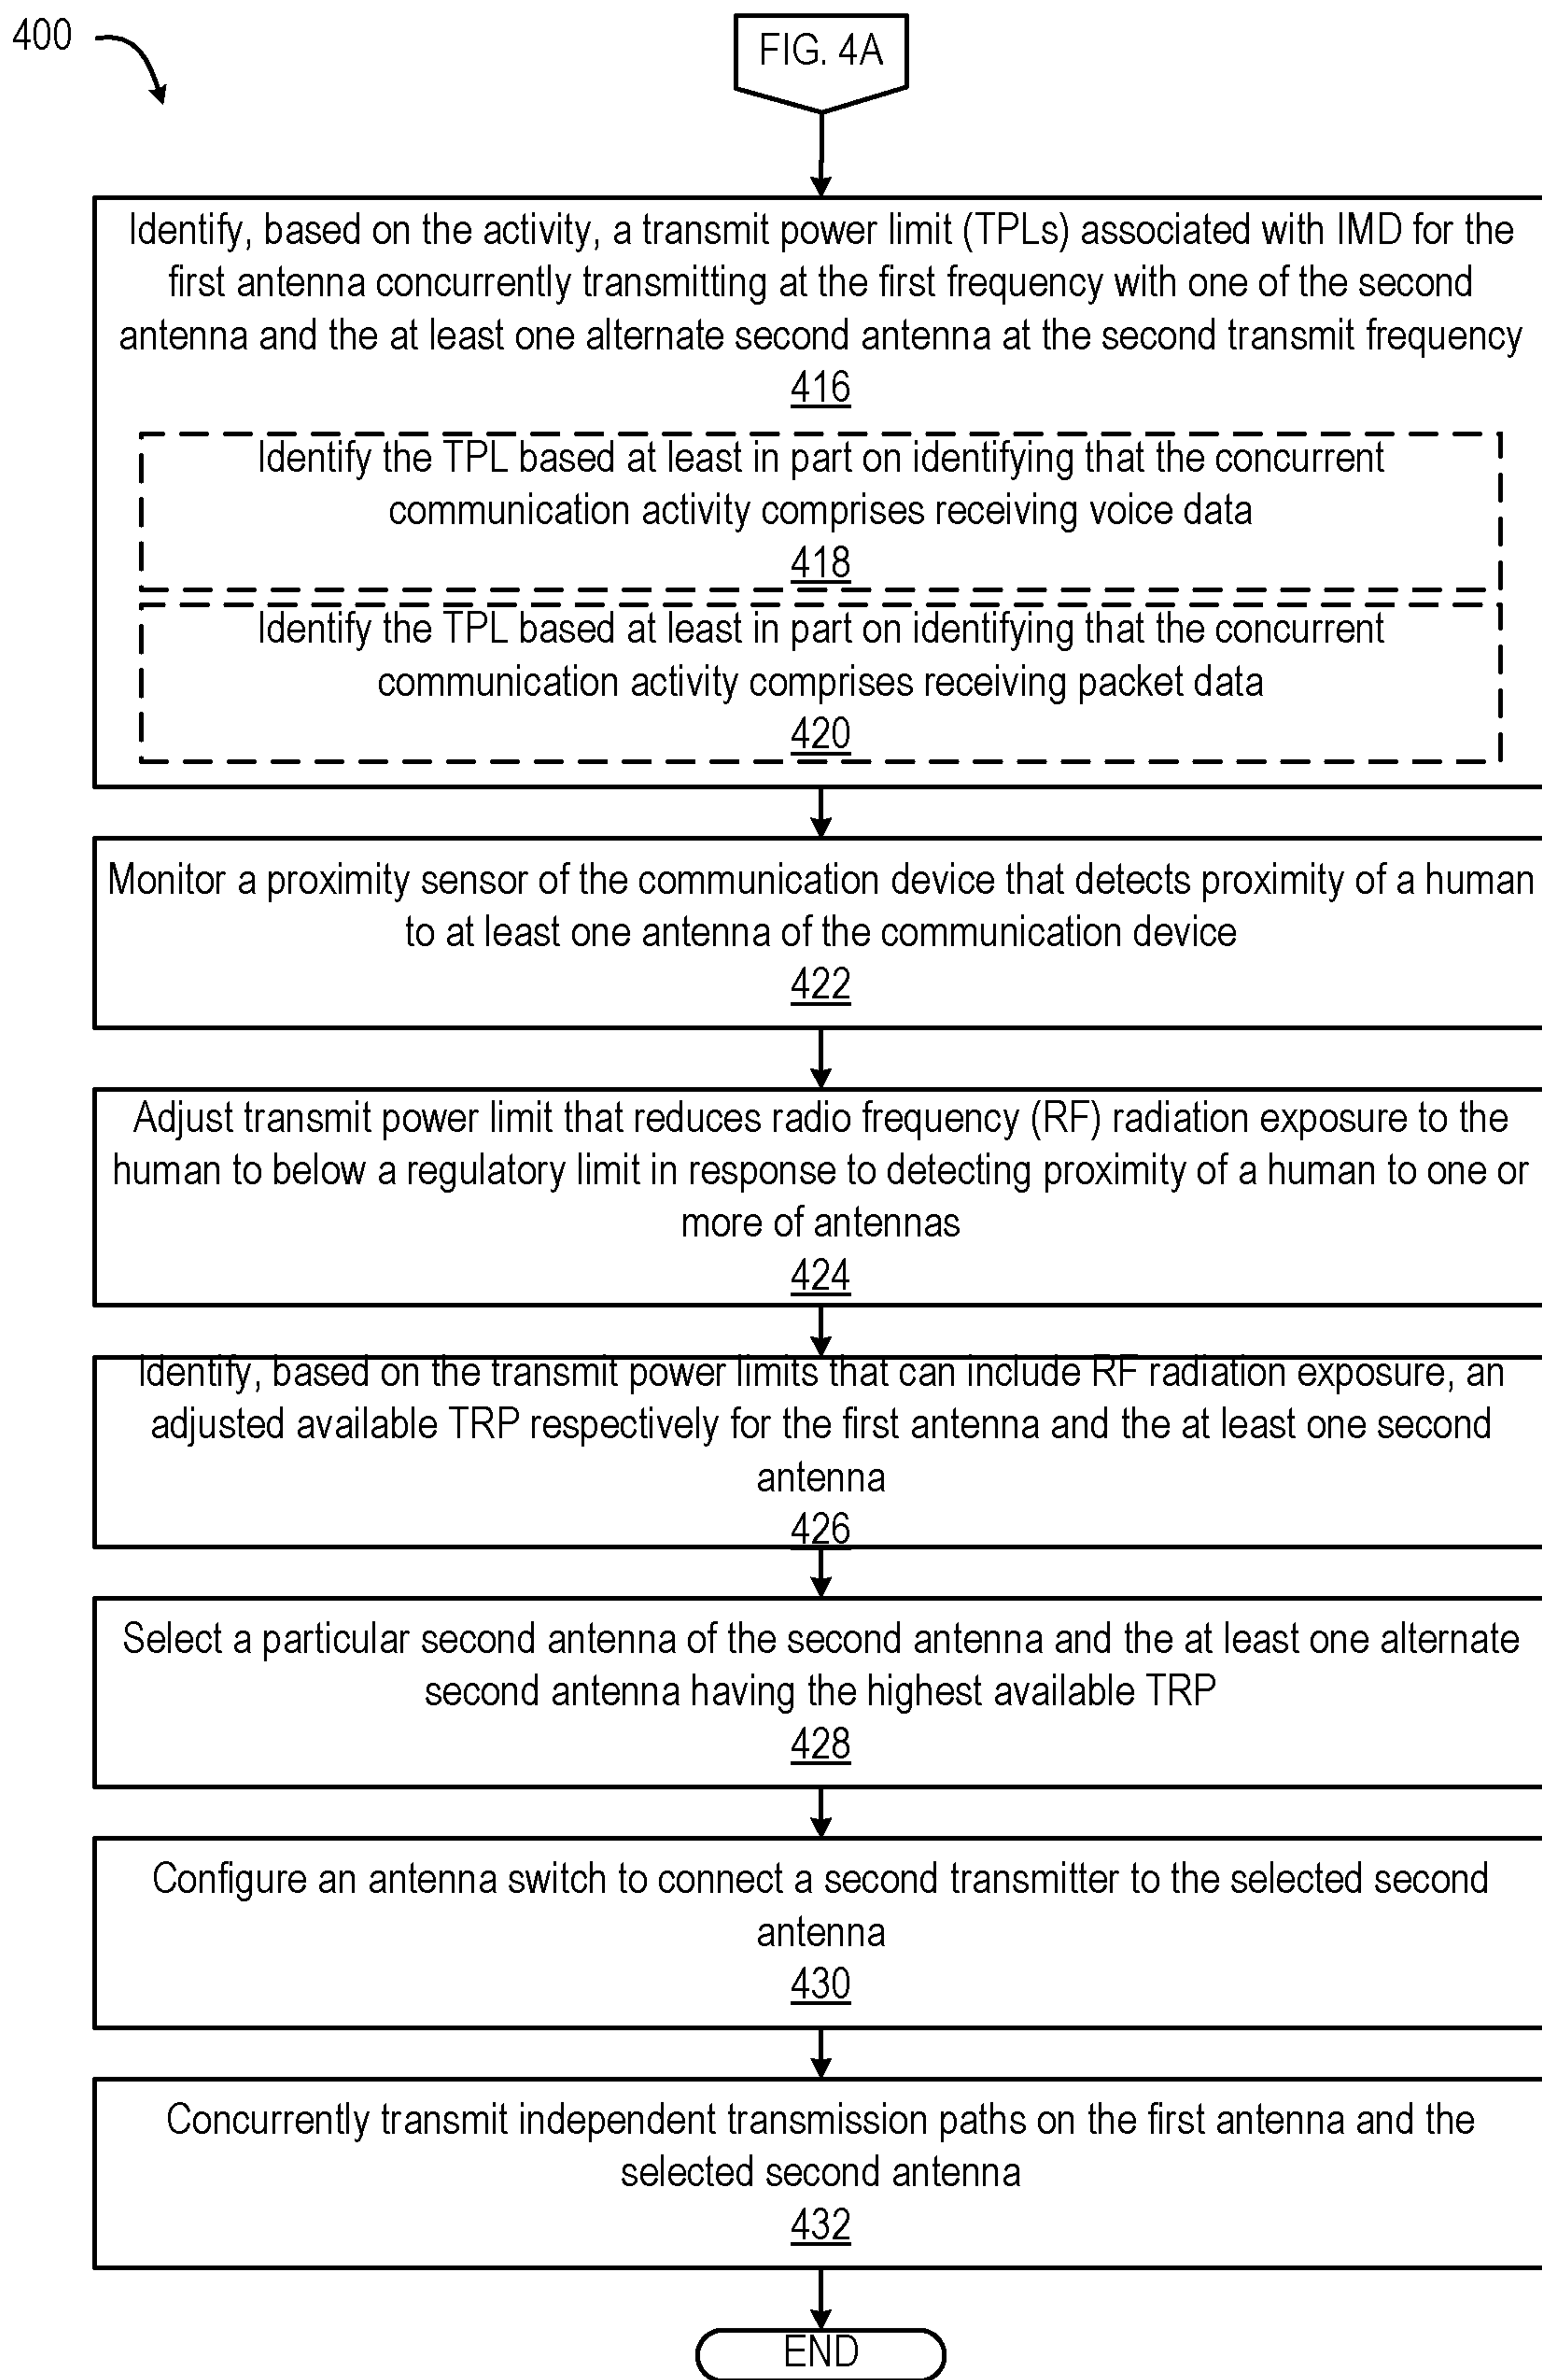 400
FIG. 4A
Identify, based on the activity, a transmit power limit (TPLs) associated with IMD for the
first antenna concurrently transmitting at the first frequency with one of the second
antenna and the at least one alternate second antenna at the second transmit frequency
416
Identify the TPL based at least in part on identifying that the concurrent
communication activity comprises receiving voice data
418
Identify the TPL based at least in part on identifying that the concurrent
communication activity comprises receiving packet data
420
Monitor a proximity sensor of the communication device that detects proximity of a human
to at least one antenna of the communication device
422
Adjust transmit power limit that reduces radio frequency (RF) radiation exposure to the
human to below a regulatory limit in response to detecting proximity of a human to one or
more of antennas
424
Identify, based on the transmit power limits that can include RF radiation exposure, an
adjusted available TRP respectively for the first antenna and the at least one second
antenna
426
Select a particular second antenna of the second antenna and the at least one alternate
second antenna having the highest available TRP
428
Configure an antenna switch to connect a second transmitter to the selected second
antenna
430
Concurrently transmit independent transmission paths on the first antenna and the
selected second antenna
432
END